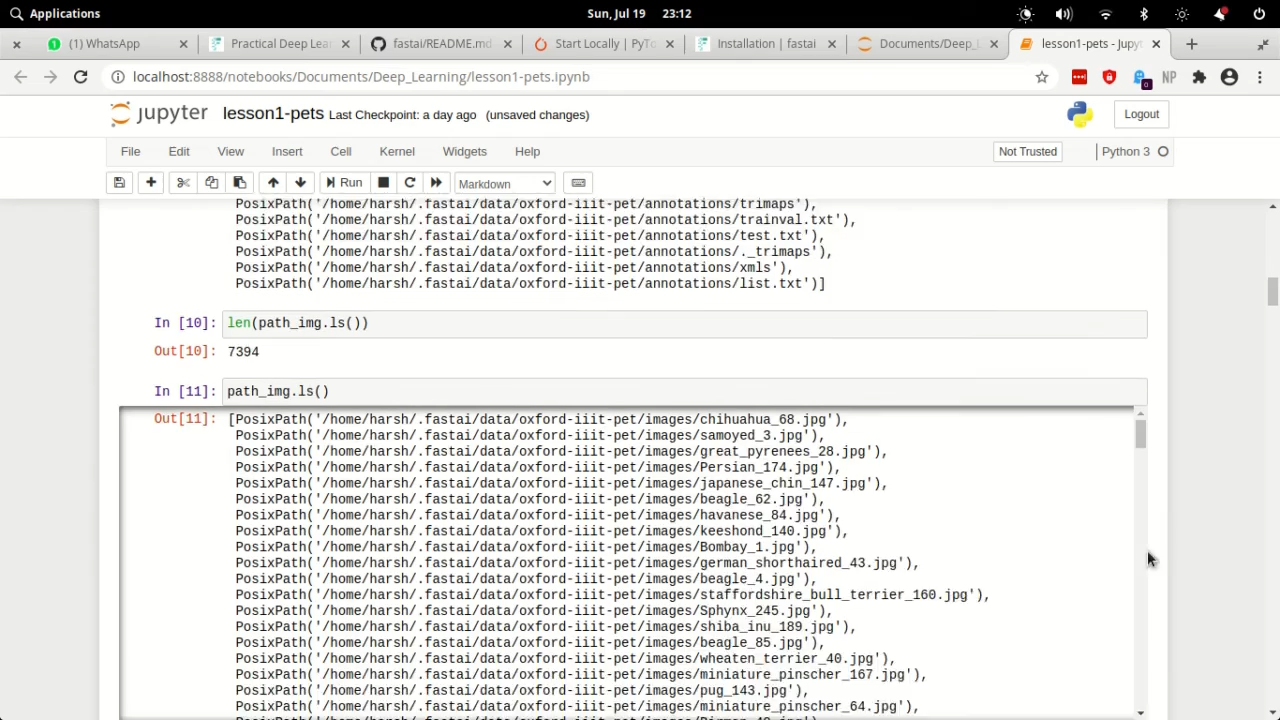 Applications
Sun, Jul 19 23:12
(1) WhatsApp
Practical Deep Lea
fastai/README.md
Start Locally | PyTo
Installation | fastai
Documents/Deep_
lesson1-pets - Jupyt
localhost:8888/notebooks/Documents/Deep_Learning/lesson1-pets.ipynb
NP
jupyter lesson1-pets Last Checkpoint: a day ago (unsaved changes)
Logout
File Edit View Insert Cell Kernel Widgets Help
Not Trusted
Python 3
Run
Markdown
PosixPath('/home/harsh/.fastai/data/oxford-iiit-pet/annotations/trimaps'),
PosixPath('/home/harsh/.fastai/data/oxford-iiit-pet/annotations/trainval.txt'),
PosixPath('/home/harsh/.fastai/data/oxford-iiit-pet/annotations/test.txt'),
PosixPath('/home/harsh/.fastai/data/oxford-iiit-pet/annotations/._trimaps'),
PosixPath('/home/harsh/.fastai/data/oxford-iiit-pet/annotations/xmls'),
PosixPath('/home/harsh/.fastai/data/oxford-iiit-pet/annotations/list.txt')]
In [10]: len(path_img.ls())
Out[10]: 7394
In [11]: path_img.ls()
Out[11]: [PosixPath('/home/harsh/.fastai/data/oxford-iiit-pet/images/chihuahua_68.jpg'),
PosixPath('/home/harsh/.fastai/data/oxford-iiit-pet/images/samoyed_3.jpg'),
PosixPath('/home/harsh/.fastai/data/oxford-iiit-pet/images/great_pyrenees_28.jpg'),
PosixPath('/home/harsh/.fastai/data/oxford-iiit-pet/images/Persian_174.jpg'),
PosixPath('/home/harsh/.fastai/data/oxford-iiit-pet/images/japanese_chin_147.jpg'),
PosixPath('/home/harsh/.fastai/data/oxford-iiit-pet/images/beagle_62.jpg'),
PosixPath('/home/harsh/.fastai/data/oxford-iiit-pet/images/havanese_84.jpg'),
PosixPath('/home/harsh/.fastai/data/oxford-iiit-pet/images/keeshond_140.jpg'),
PosixPath('/home/harsh/.fastai/data/oxford-iiit-pet/images/Bombay_1.jpg'),
PosixPath('/home/harsh/.fastai/data/oxford-iiit-pet/images/german_shorthaired_43.jpg'),
PosixPath('/home/harsh/.fastai/data/oxford-iiit-pet/images/beagle_4.jpg'),
PosixPath('/home/harsh/.fastai/data/oxford-iiit-pet/images/staffordshire_bull_terrier_160.jpg'),
PosixPath('/home/harsh/.fastai/data/oxford-iiit-pet/images/Sphynx_245.jpg'),
PosixPath('/home/harsh/.fastai/data/oxford-iiit-pet/images/shiba_inu_189.jpg'),
PosixPath('/home/harsh/.fastai/data/oxford-iiit-pet/images/beagle_85.jpg'),
PosixPath('/home/harsh/.fastai/data/oxford-iiit-pet/images/wheaten_terrier_40.jpg'),
PosixPath('/home/harsh/.fastai/data/oxford-iiit-pet/images/miniature_pinscher_167.jpg'),
PosixPath('/home/harsh/.fastai/data/oxford-iiit-pet/images/pug_143.jpg'),
PosixPath('/home/harsh/.fastai/data/oxford-iiit-pet/images/miniature_pinscher_64.jpg'),